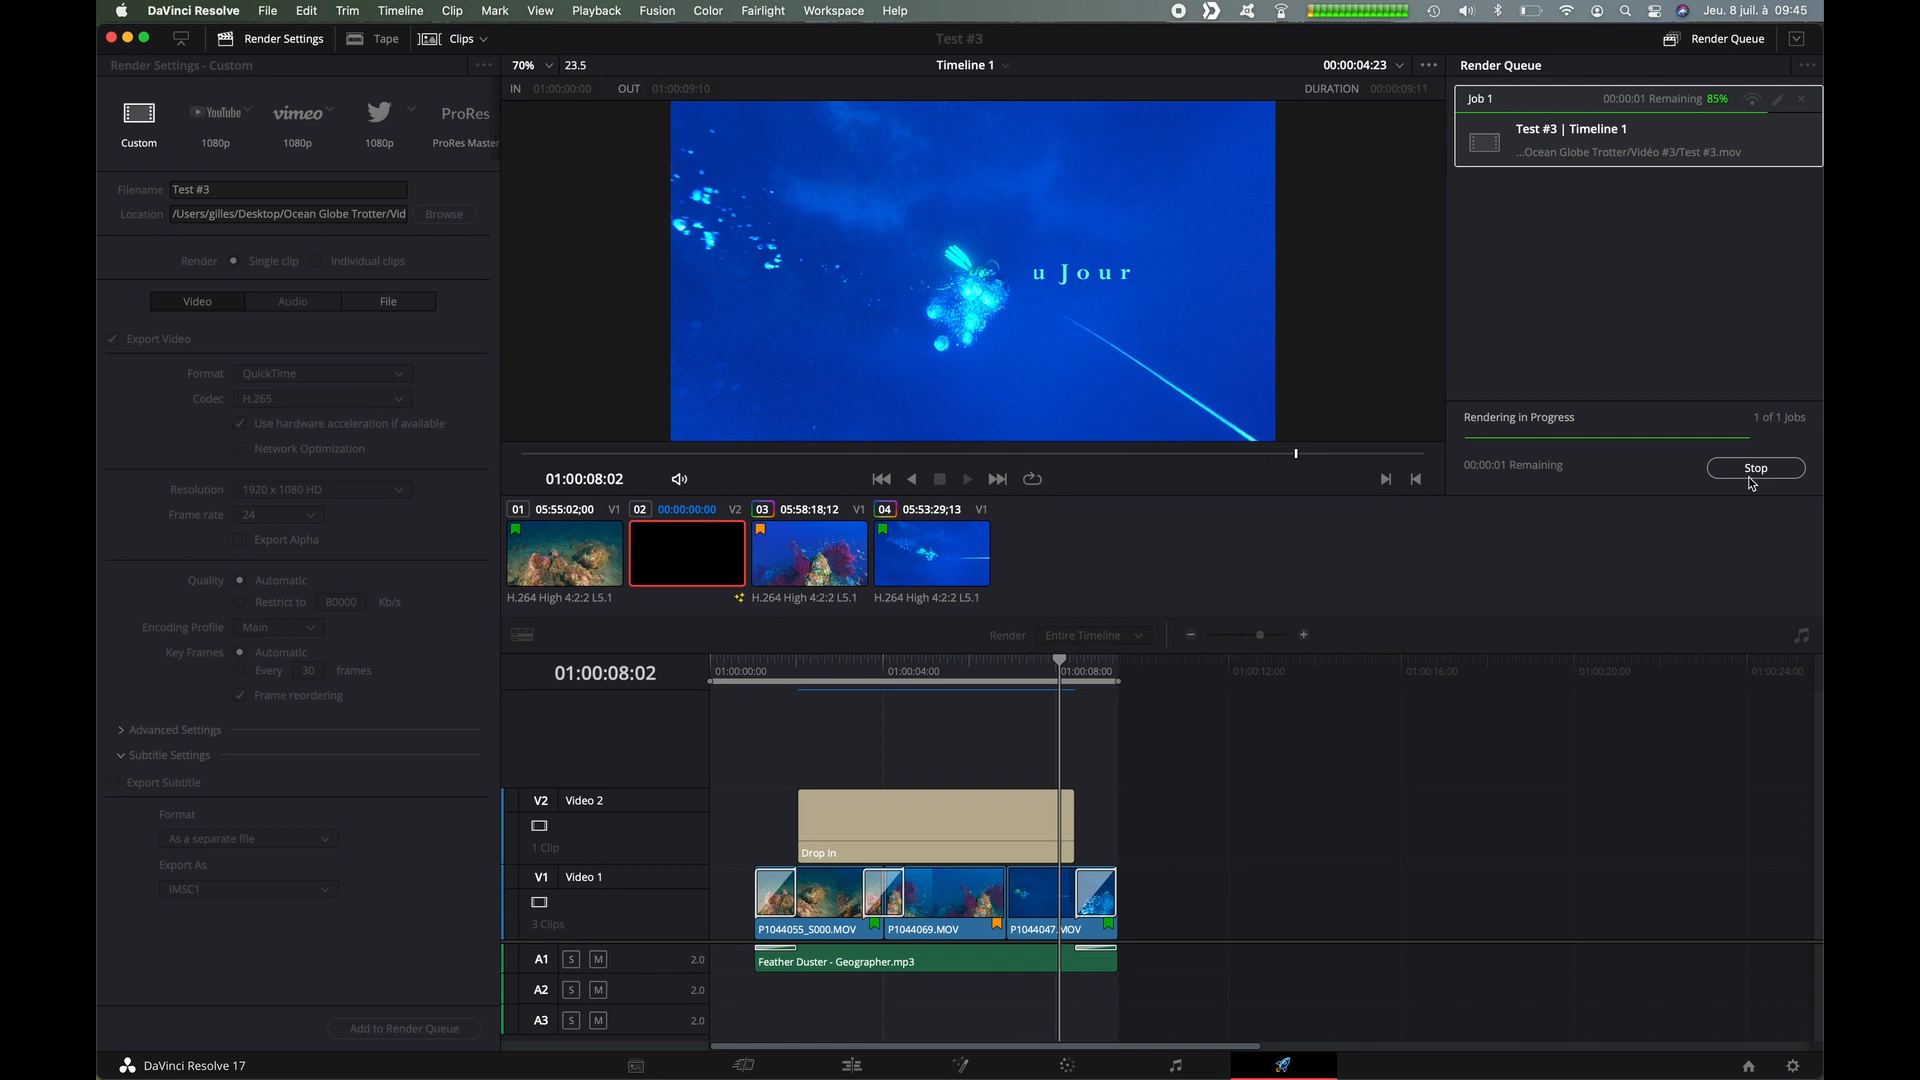 DaVinci Resolve File Edit Trim Timeline Clip Mark View Playback Fusion Color Fairlight Workspace Help Jeu. 8 juil. à 09:45
Render Settings Tape Clips Test #3 Render Queue
Render Settings - Custom 70% 23.5 Timeline 1 00:00:04:23 Render Queue
IN 01:00:00:00 OUT 01:00:09:10 DURATION 00:00:09:11
Job 1 00:00:01 Remaining 85%
Test #3 | Timeline 1
...Ocean Globe Trotter/Vidéo #3/Test #3.mov
YouTube vimeo ProRes
Custom 1080p 1080p 1080p ProRes Master
Filename Test #3
Location /Users/gilles/Desktop/Ocean Globe Trotter/Vid Browse
Render Single clip Individual clips
Video Audio File
Export Video
Format QuickTime
Codec H.265
Use hardware acceleration if available
Network Optimization
Resolution 1920 x 1080 HD
Frame rate 24
Export Alpha
Quality Automatic
Restrict to 80000 Kb/s
Encoding Profile Main
Key Frames Automatic
Every 30 frames
Frame reordering
Advanced Settings
Subtitle Settings
Export Subtitle
Format
As a separate file
Export As
IMSC1
Add to Render Queue
u Jour
Rendering in Progress 1 of 1 Jobs
00:00:01 Remaining Stop
01:00:08:02
01 05:55:02;00 V1 02 00:00:00:00 V2 03 05:58:18;12 V1 04 05:53:29;13 V1
H.264 High 4:2:2 L5.1 H.264 High 4:2:2 L5.1 H.264 High 4:2:2 L5.1
Render Entire Timeline
01:00:08:02 01:00:00:00 01:00:04:00 01:00:08:00 01:00:12:00 01:00:16:00 01:00:20:00 01:00:24:00
V2 Video 2
1 Clip
Drop In
V1 Video 1
3 Clips
P1044055_S000.MOV P1044069.MOV P1044047.MOV
A1 S M 2.0
Feather Duster - Geographer.mp3
A2 S M 2.0
A3 S M 2.0
DaVinci Resolve 17